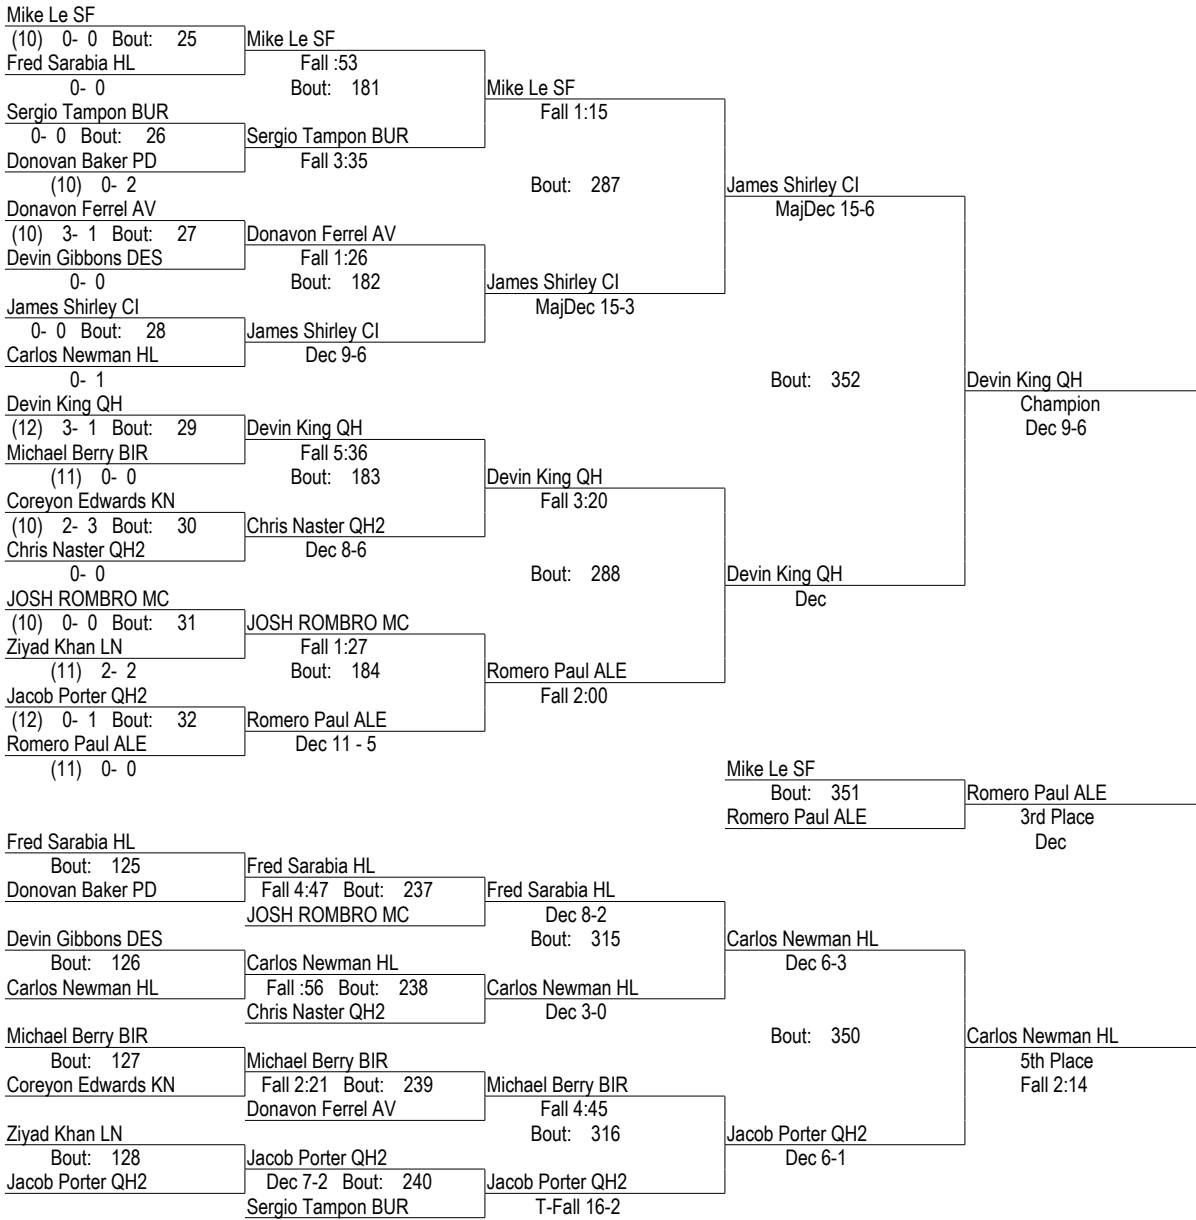 Mike Le SF
(10) 0- 0 Bout: 25 Mike Le SF
Fred Sarabia HL Fall :53
0- 0 Bout: 181 Mike Le SF
Sergio Tampon BUR Fall 1:15
0- 0 Bout: 26 Sergio Tampon BUR
Donovan Baker PD Fall 3:35
(10) 0- 2 Bout: 287 James Shirley CI
Donavon Ferrel AV MajDec 15-6
(10) 3- 1 Bout: 27 Donavon Ferrel AV
Devin Gibbons DES Fall 1:26
0- 0 Bout: 182 James Shirley CI
James Shirley CI MajDec 15-3
0- 0 Bout: 28 James Shirley CI
Carlos Newman HL Dec 9-6
0- 1 Bout: 352 Devin King QH
Devin King QH Champion
(12) 3- 1 Bout: 29 Devin King QH Dec 9-6
Michael Berry BIR Fall 5:36
(11) 0- 0 Bout: 183 Devin King QH
Coreyon Edwards KN Fall 3:20
(10) 2- 3 Bout: 30 Chris Naster QH2
Chris Naster QH2 Dec 8-6
0- 0 Bout: 288 Devin King QH
JOSH ROMBRO MC Dec
(10) 0- 0 Bout: 31 JOSH ROMBRO MC
Ziyad Khan LN Fall 1:27
(11) 2- 2 Bout: 184 Romero Paul ALE
Jacob Porter QH2 Fall 2:00
(12) 0- 1 Bout: 32 Romero Paul ALE
Romero Paul ALE Dec 11 - 5
(11) 0- 0 Mike Le SF
Bout: 351 Romero Paul ALE
Romero Paul ALE 3rd Place
Fred Sarabia HL Dec
Bout: 125 Fred Sarabia HL
Donovan Baker PD Fall 4:47 Bout: 237 Fred Sarabia HL
JOSH ROMBRO MC Dec 8-2
Devin Gibbons DES Bout: 315 Carlos Newman HL
Bout: 126 Carlos Newman HL Dec 6-3
Carlos Newman HL Fall :56 Bout: 238 Carlos Newman HL
Chris Naster QH2 Dec 3-0
Michael Berry BIR Bout: 350 Carlos Newman HL
Bout: 127 Michael Berry BIR 5th Place
Coreyon Edwards KN Fall 2:21 Bout: 239 Michael Berry BIR Fall 2:14
Donavon Ferrel AV Fall 4:45
Ziyad Khan LN Bout: 316 Jacob Porter QH2
Bout: 128 Jacob Porter QH2 Dec 6-1
Jacob Porter QH2 Dec 7-2 Bout: 240 Jacob Porter QH2
Sergio Tampon BUR T-Fall 16-2